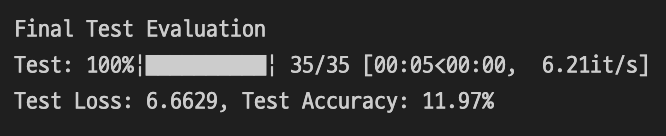 Final Test Evaluation
Test: 100%|██████████| 35/35 [00:05<00:00,  6.21it/s]
Test Loss: 6.6629, Test Accuracy: 11.97%